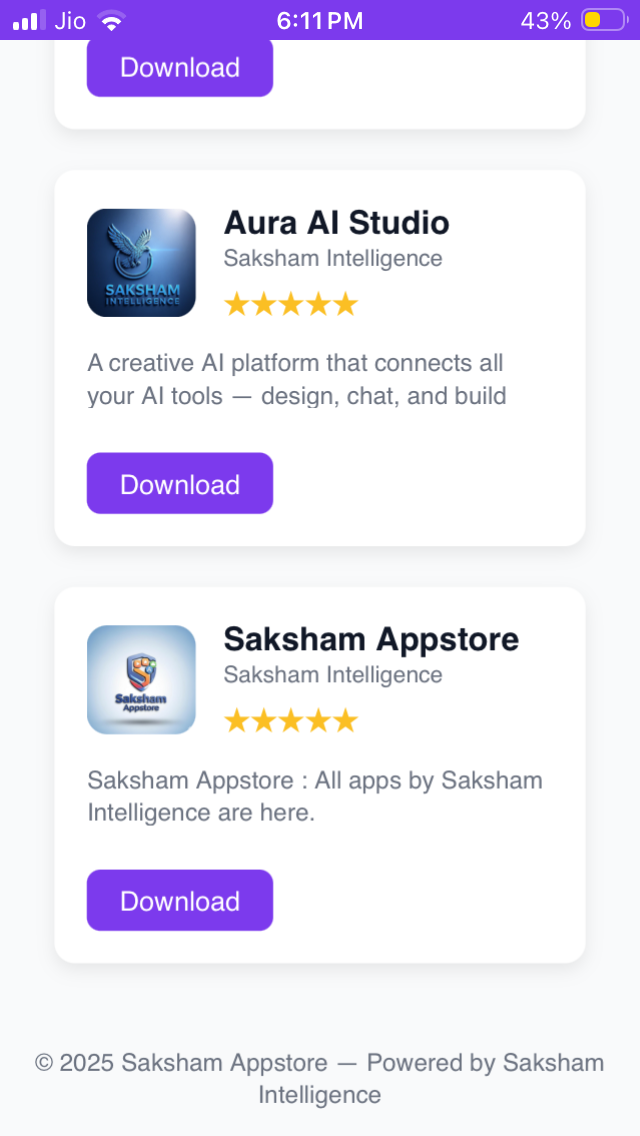 Jio 6:11 PM 43%
Download
SAKSHAM
INTELLIGENCE
Aura AI Studio
Saksham Intelligence
★★★★★
A creative AI platform that connects all
your AI tools — design, chat, and build
Download
Saksham
Appstore
Saksham Appstore
Saksham Intelligence
★★★★★
Saksham Appstore : All apps by Saksham
Intelligence are here.
Download
© 2025 Saksham Appstore — Powered by Saksham
Intelligence